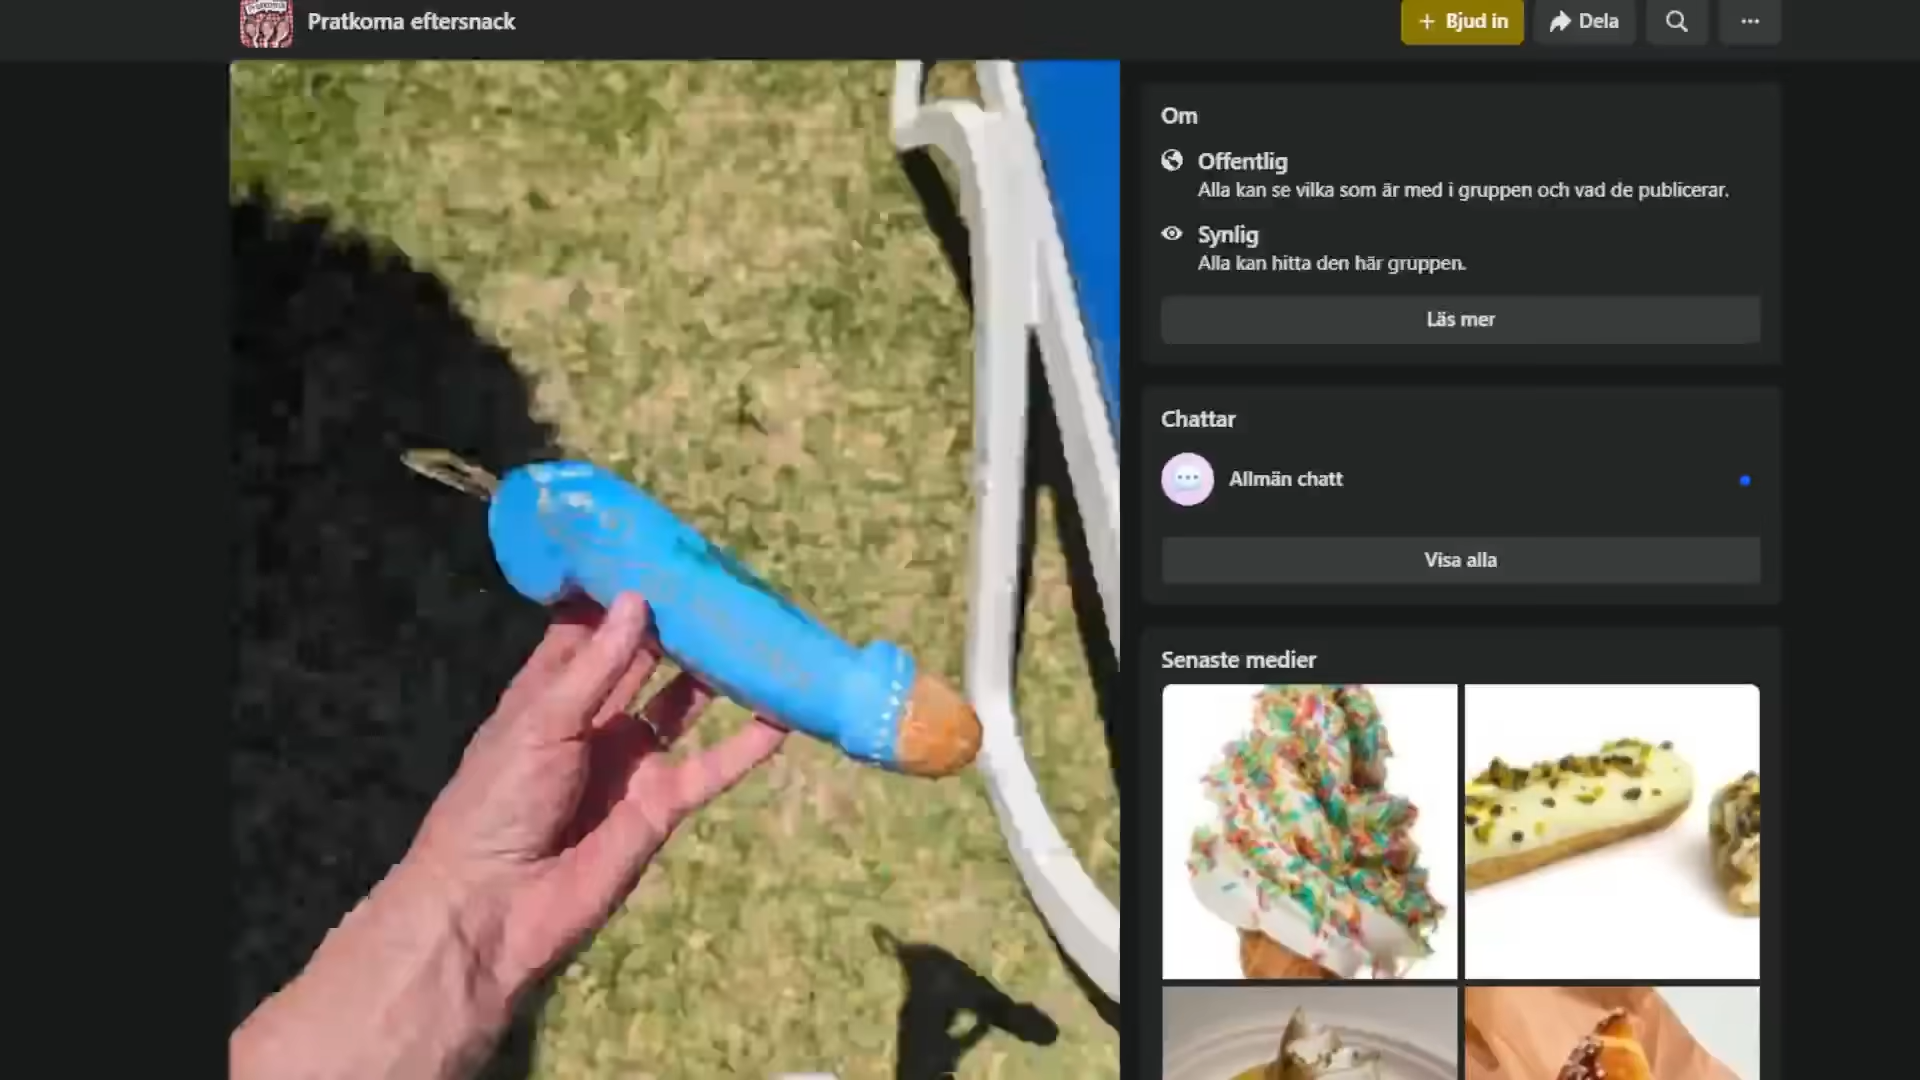 Pratkoma eftersnack
+ Bjud in
Dela
Om
Offentlig
Alla kan se vilka som är med i gruppen och vad de publicerar.
Synlig
Alla kan hitta den här gruppen.
Läs mer
Chattar
Allmän chatt
Visa alla
Senaste medier